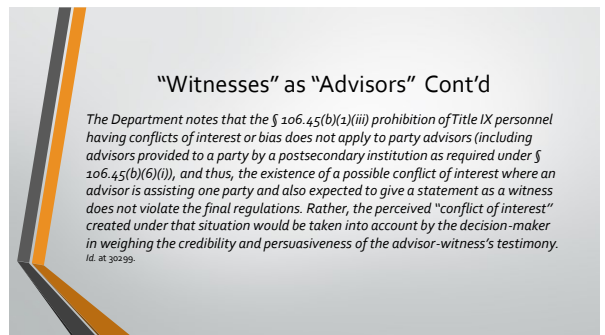 “Witnesses” as “Advisors” Cont’d
The Department notes that the § 106.45(b)(1)(iii) prohibition of Title IX personnel
having conflicts of interest or bias does not apply to party advisors (including
advisors provided to a party by a postsecondary institution as required under §
106.45(b)(6)(i)), and thus, the existence of a possible conflict of interest where an
advisor is assisting one party and also expected to give a statement as a witness
does not violate the final regulations. Rather, the perceived “conflict of interest”
created under that situation would be taken into account by the decision-maker
in weighing the credibility and persuasiveness of the advisor-witness’s testimony.
Id. at 30299.